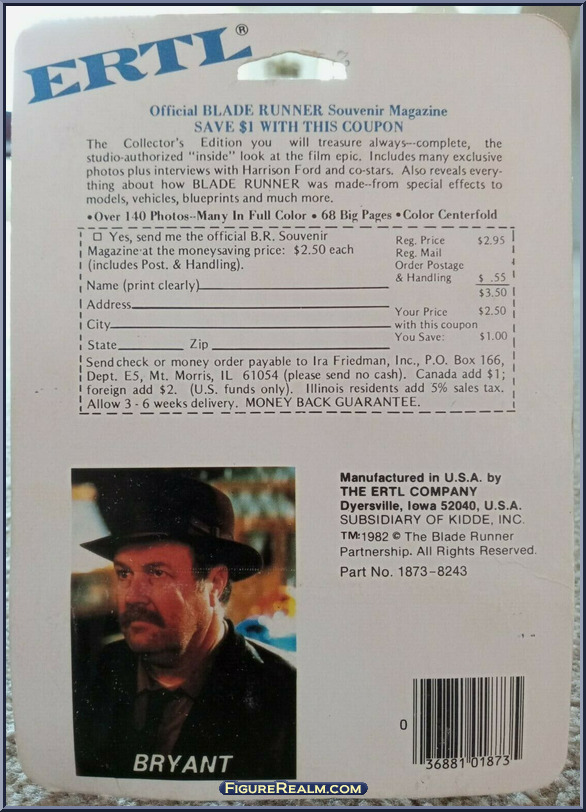 ERTL®
Official BLADE RUNNER Souvenir Magazine
SAVE $1 WITH THIS COUPON
The Collector's Edition you will treasure always--complete, the
studio-authorized "inside" look at the film epic. Includes many exclusive
photos plus interviews with Harrison Ford and co-stars. Also reveals every-
thing about how BLADE RUNNER was made--from special effects to
models, vehicles, blueprints and much more.
•Over 140 Photos--Many In Full Color • 68 Big Pages •Color Centerfold
Yes, send me the official B.R. Souvenir
Magazine at the moneysaving price: $2.50 each
(includes Post. & Handling).
Name (print clearly)
Address
City
State Zip
Reg. Price $2.95
Reg. Mail
Order Postage
& Handling $ .55
$3.50
Your Price $2.50
with this coupon
You Save: $1.00
Send check or money order payable to Ira Friedman, Inc., P.O. Box 166,
Dept. E5, Mt. Morris, IL 61054 (please send no cash). Canada add $1;
foreign add $2. (U.S. funds only). Illinois residents add 5% sales tax.
Allow 3 - 6 weeks delivery. MONEY BACK GUARANTEE.
Manufactured in U.S.A. by
THE ERTL COMPANY
Dyersville, Iowa 52040, U.S.A.
SUBSIDIARY OF KIDDE, INC.
TM:1982 © The Blade Runner
Partnership. All Rights Reserved.
Part No. 1873-8243
BRYANT
0 36881 01873
FIGUREREALM.COM